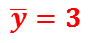 y̅ = 3